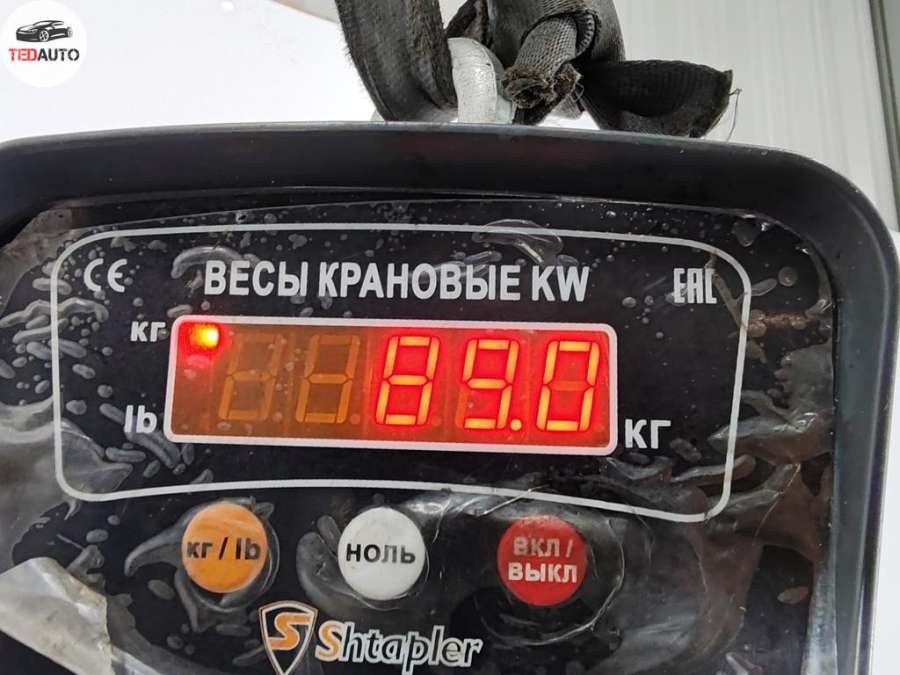 TEDAUTO
CE
ВЕСЫ КРАНОВЫЕ KW
EAC
кг
89.0
lb
КГ
кг / lb
НОЛЬ
ВКЛ /
ВЫКЛ
S Shtapler